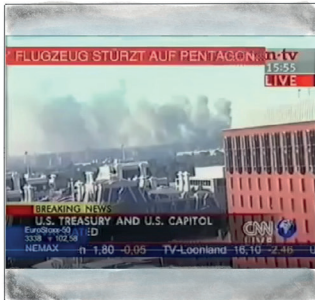 FLUGZEUG STÜRZT AUF PENTAGON
n-tv
15:55
LIVE
BREAKING NEWS
U.S. TREASURY AND U.S. CAPITOL
EuroStoxx-50
3338 + 102,58
CNN
LIVE
NEMAX
n 1,80 -0,05 TV-Loonland 16,10 -2,46